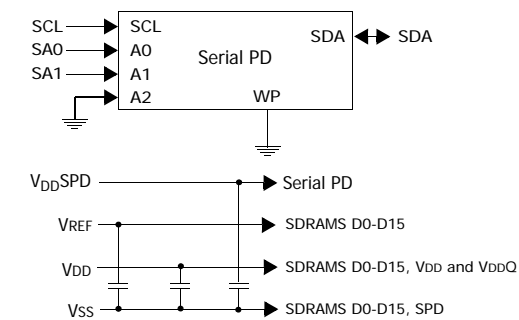 SCL SCL SDA SDA
SA0 A0 Serial PD
SA1 A1
A2 WP
VDDSPD Serial PD
VREF SDRAMS D0-D15
VDD SDRAMS D0-D15, VDD and VDDQ
VSS SDRAMS D0-D15, SPD